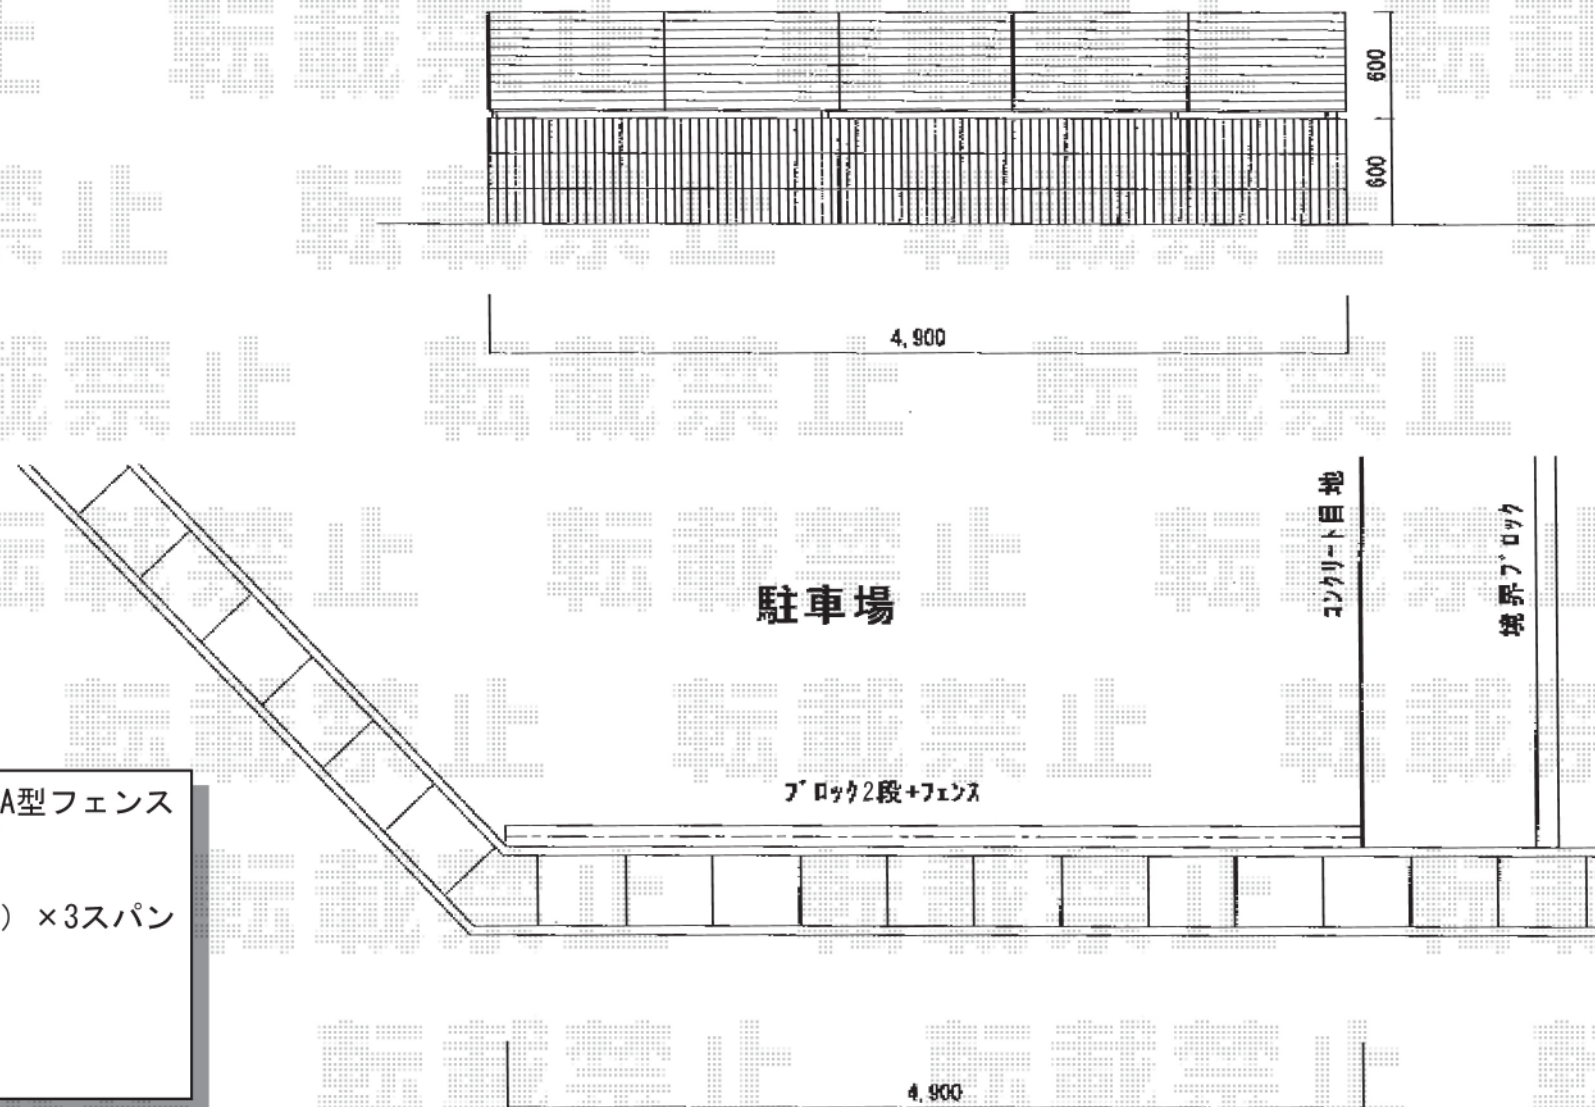 600
600
4,900
コンクリート目地
境界ブロック
駐車場
ブロック2段+フェンス
A型フェンス
) ×3スパン
4,900
転載禁止